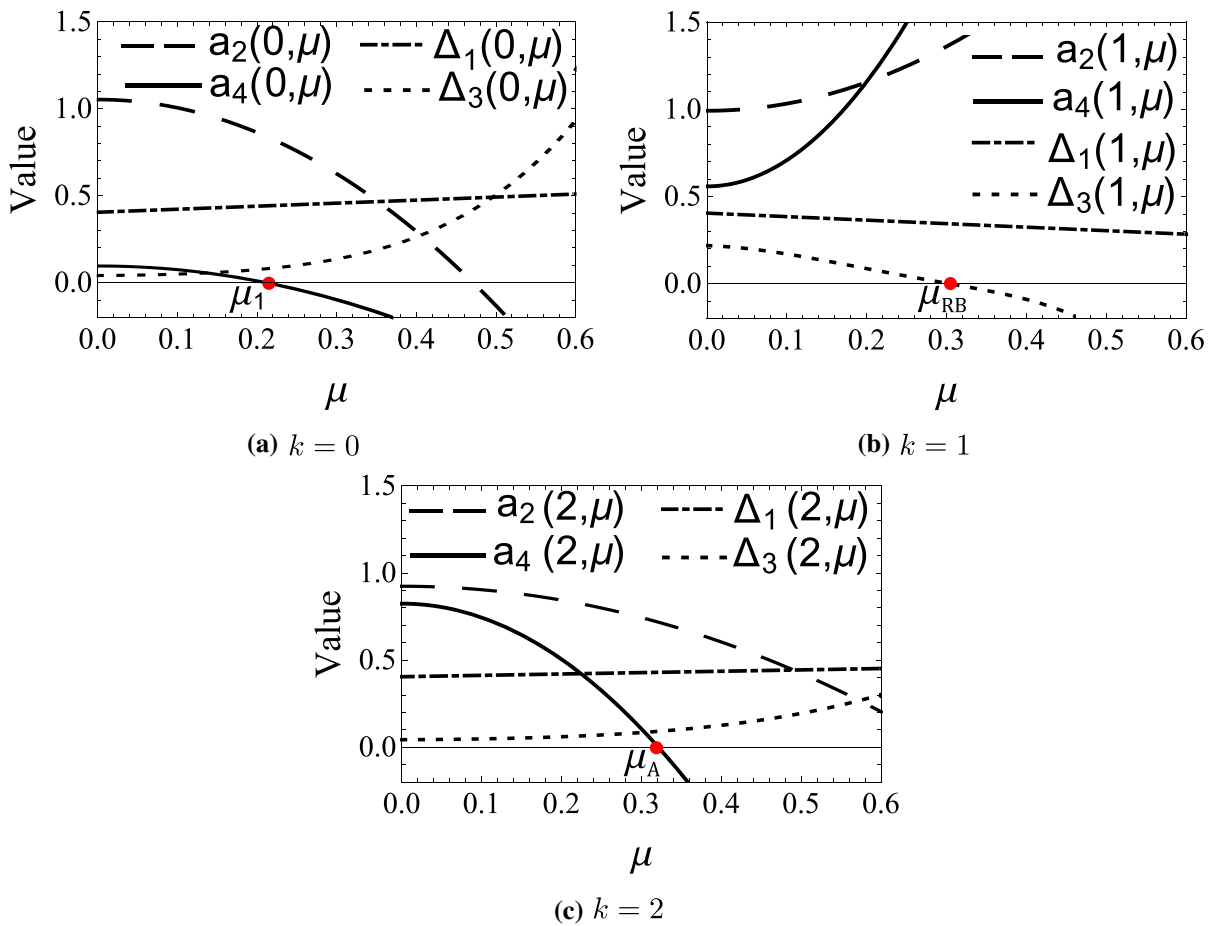 1.5
1.0
0.5
0.0
Value
a₂(0,μ)
Δ₁(0,μ)
a₄(0,μ)
Δ₃(0,μ)
μ₁
0.0 0.1 0.2 0.3 0.4 0.5 0.6
μ
(a) k = 0
1.5
1.0
0.5
0.0
Value
a₂(1,μ)
a₄(1,μ)
Δ₁(1,μ)
Δ₃(1,μ)
μRB
0.0 0.1 0.2 0.3 0.4 0.5 0.6
μ
(b) k = 1
1.5
1.0
0.5
0.0
Value
a₂ (2,μ)
Δ₁ (2,μ)
a₄ (2,μ)
Δ₃ (2,μ)
μA
0.0 0.1 0.2 0.3 0.4 0.5 0.6
μ
(c) k = 2